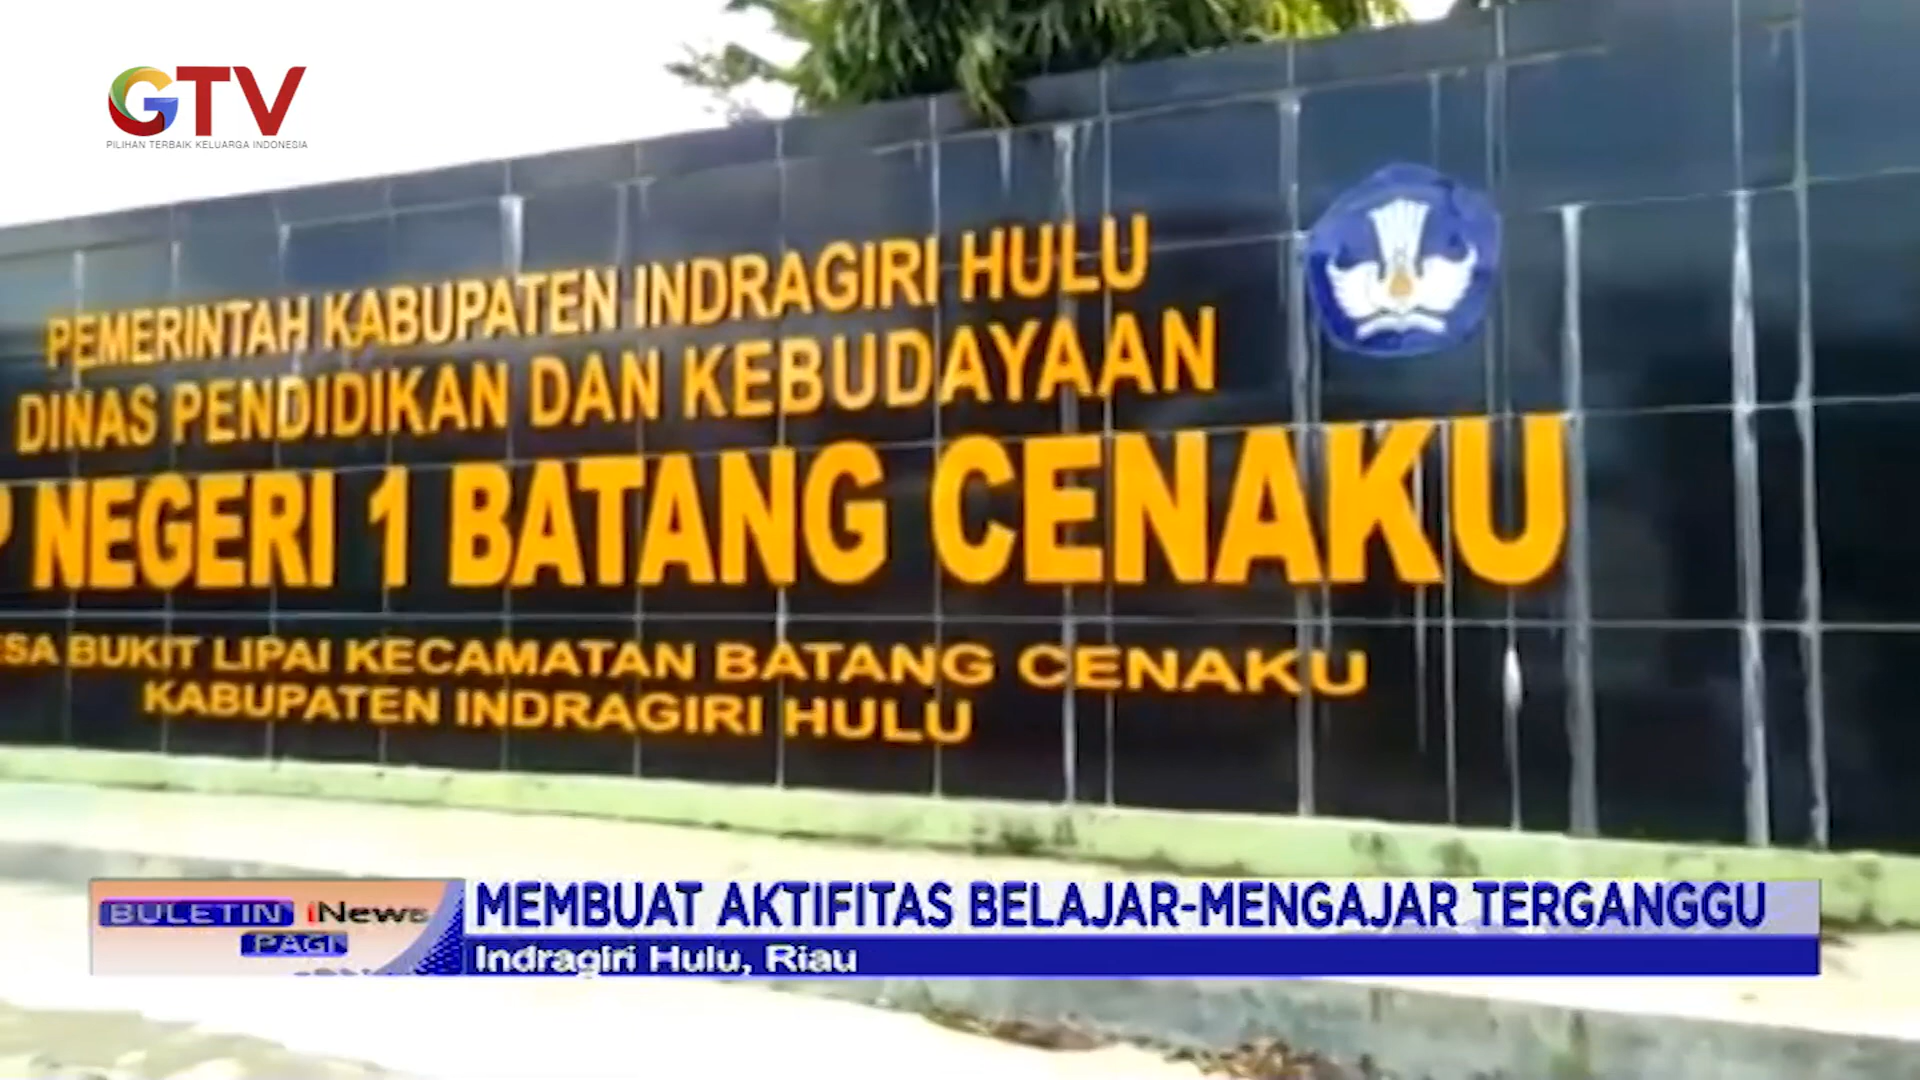 GTV
PILIHAN TERBAIK KELUARGA INDONESIA
PEMERINTAH KABUPATEN INDRAGIRI HULU
DINAS PENDIDIKAN DAN KEBUDAYAAN
P NEGERI 1 BATANG CENAKU
ESA BUKIT LIPAI KECAMATAN BATANG CENAKU
KABUPATEN INDRAGIRI HULU
BULETIN iNews
PAGI
MEMBUAT AKTIFITAS BELAJAR-MENGAJAR TERGANGGU
Indragiri Hulu, Riau